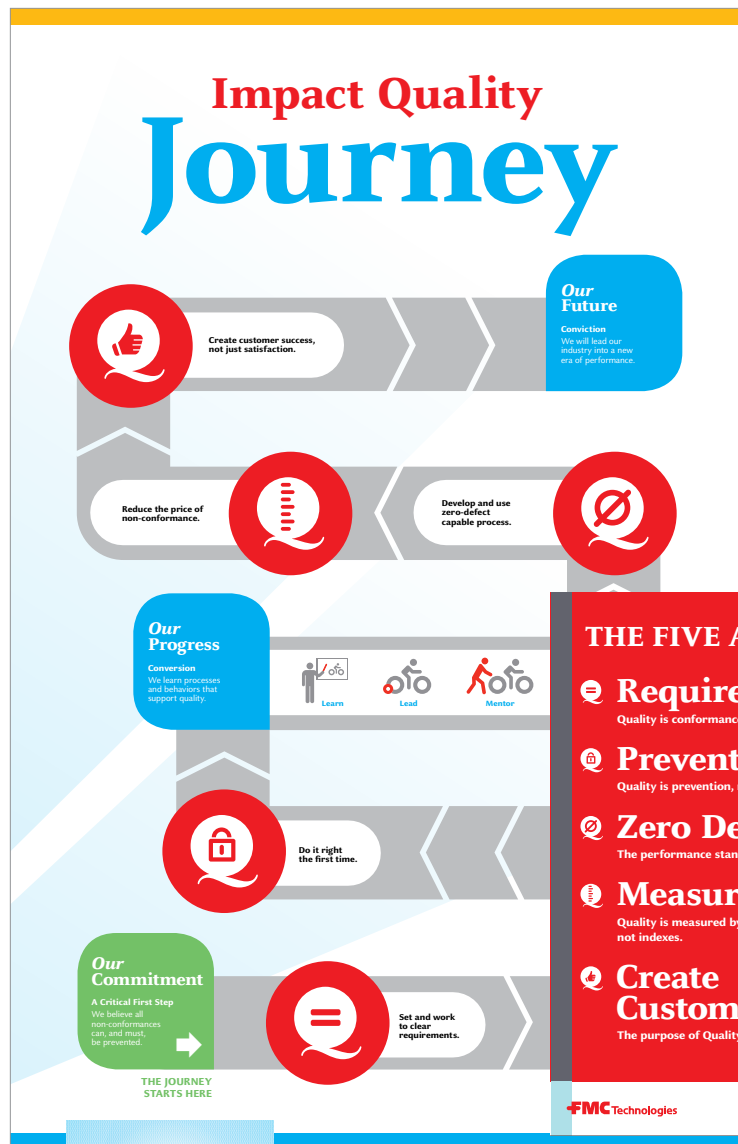 Impact Quality
Journey
Our
Future
Conviction
We will lead our
industry into a new
era of performance.
Create customer success,
not just satisfaction.
Reduce the price of
non-conformance.
Develop and use
zero-defect
capable process.
Our
Progress
Conversion
We learn processes
and behaviors that
support quality.
Learn
Lead
Mentor
Do it right
the first time.
Our
Commitment
A Critical First Step
We believe all
non-conformances
can, and must,
be prevented.
THE JOURNEY
STARTS HERE
Set and work
to clear
requirements.
THE FIVE A
Require
Quality is conformance
Prevent
Quality is prevention,
Zero De
The performance stan
Measur
Quality is measured by
not indexes.
Create
Custom
The purpose of Quality
FMC Technologies